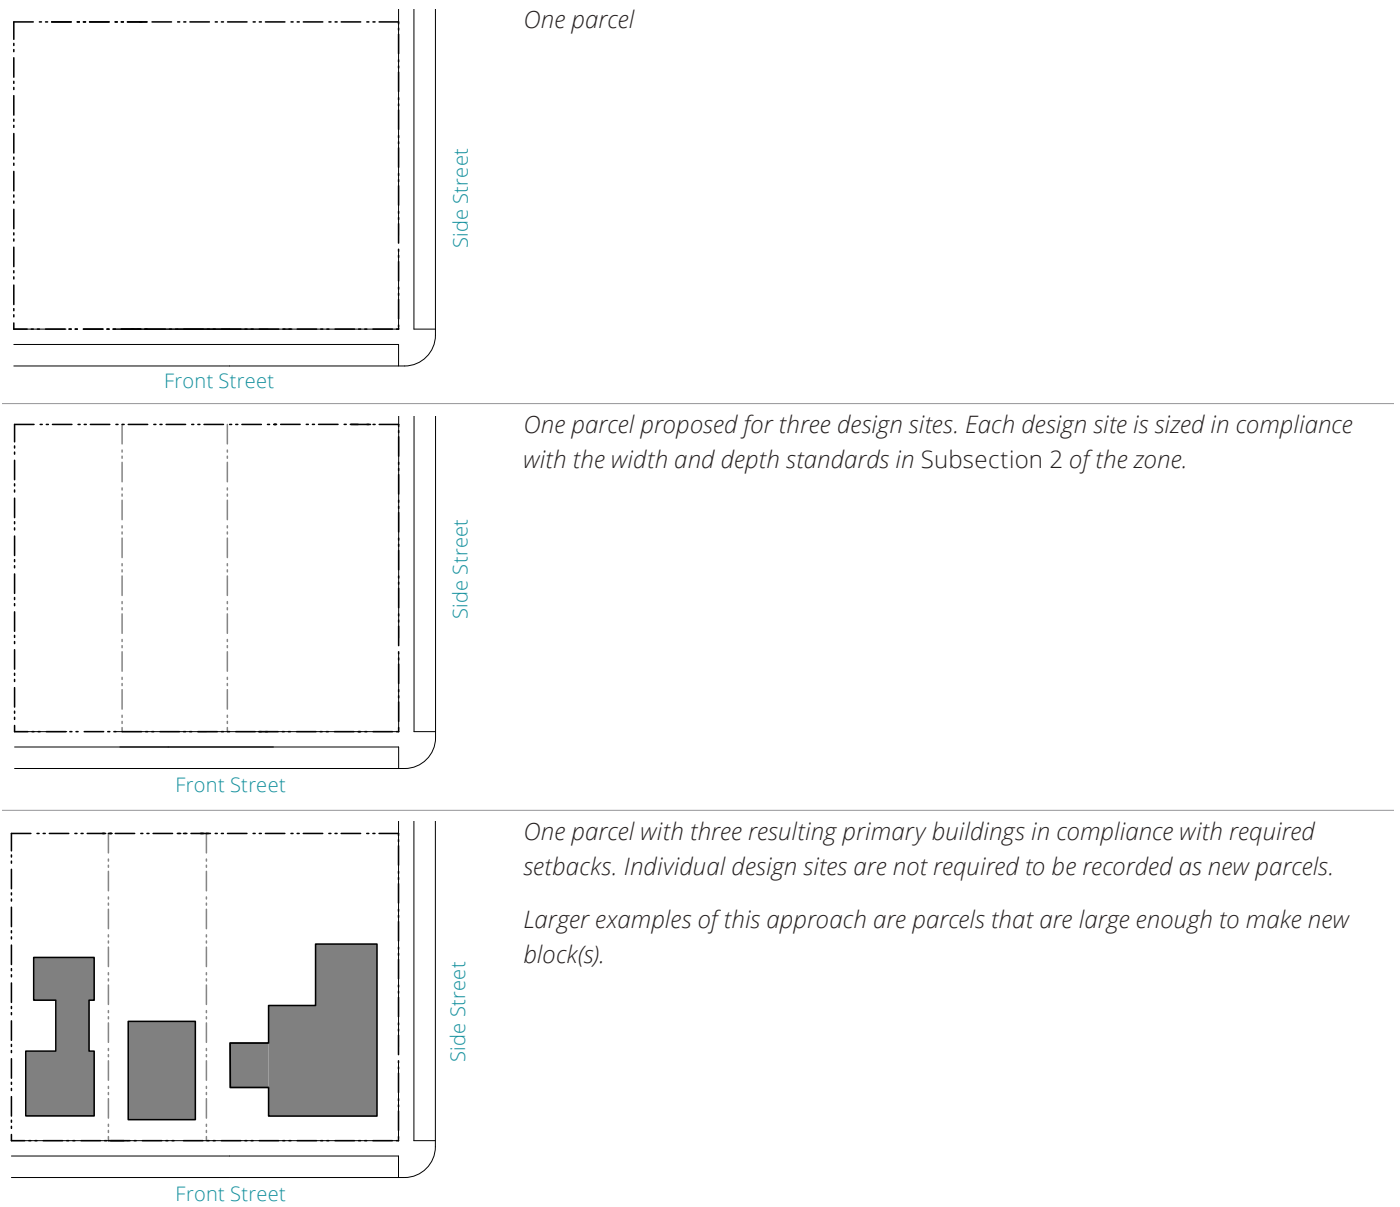 One parcel
Side Street
Front Street
One parcel proposed for three design sites. Each design site is sized in compliance
with the width and depth standards in Subsection 2 of the zone.
Side Street
Front Street
One parcel with three resulting primary buildings in compliance with required
setbacks. Individual design sites are not required to be recorded as new parcels.
Larger examples of this approach are parcels that are large enough to make new
block(s).
Side Street
Front Street